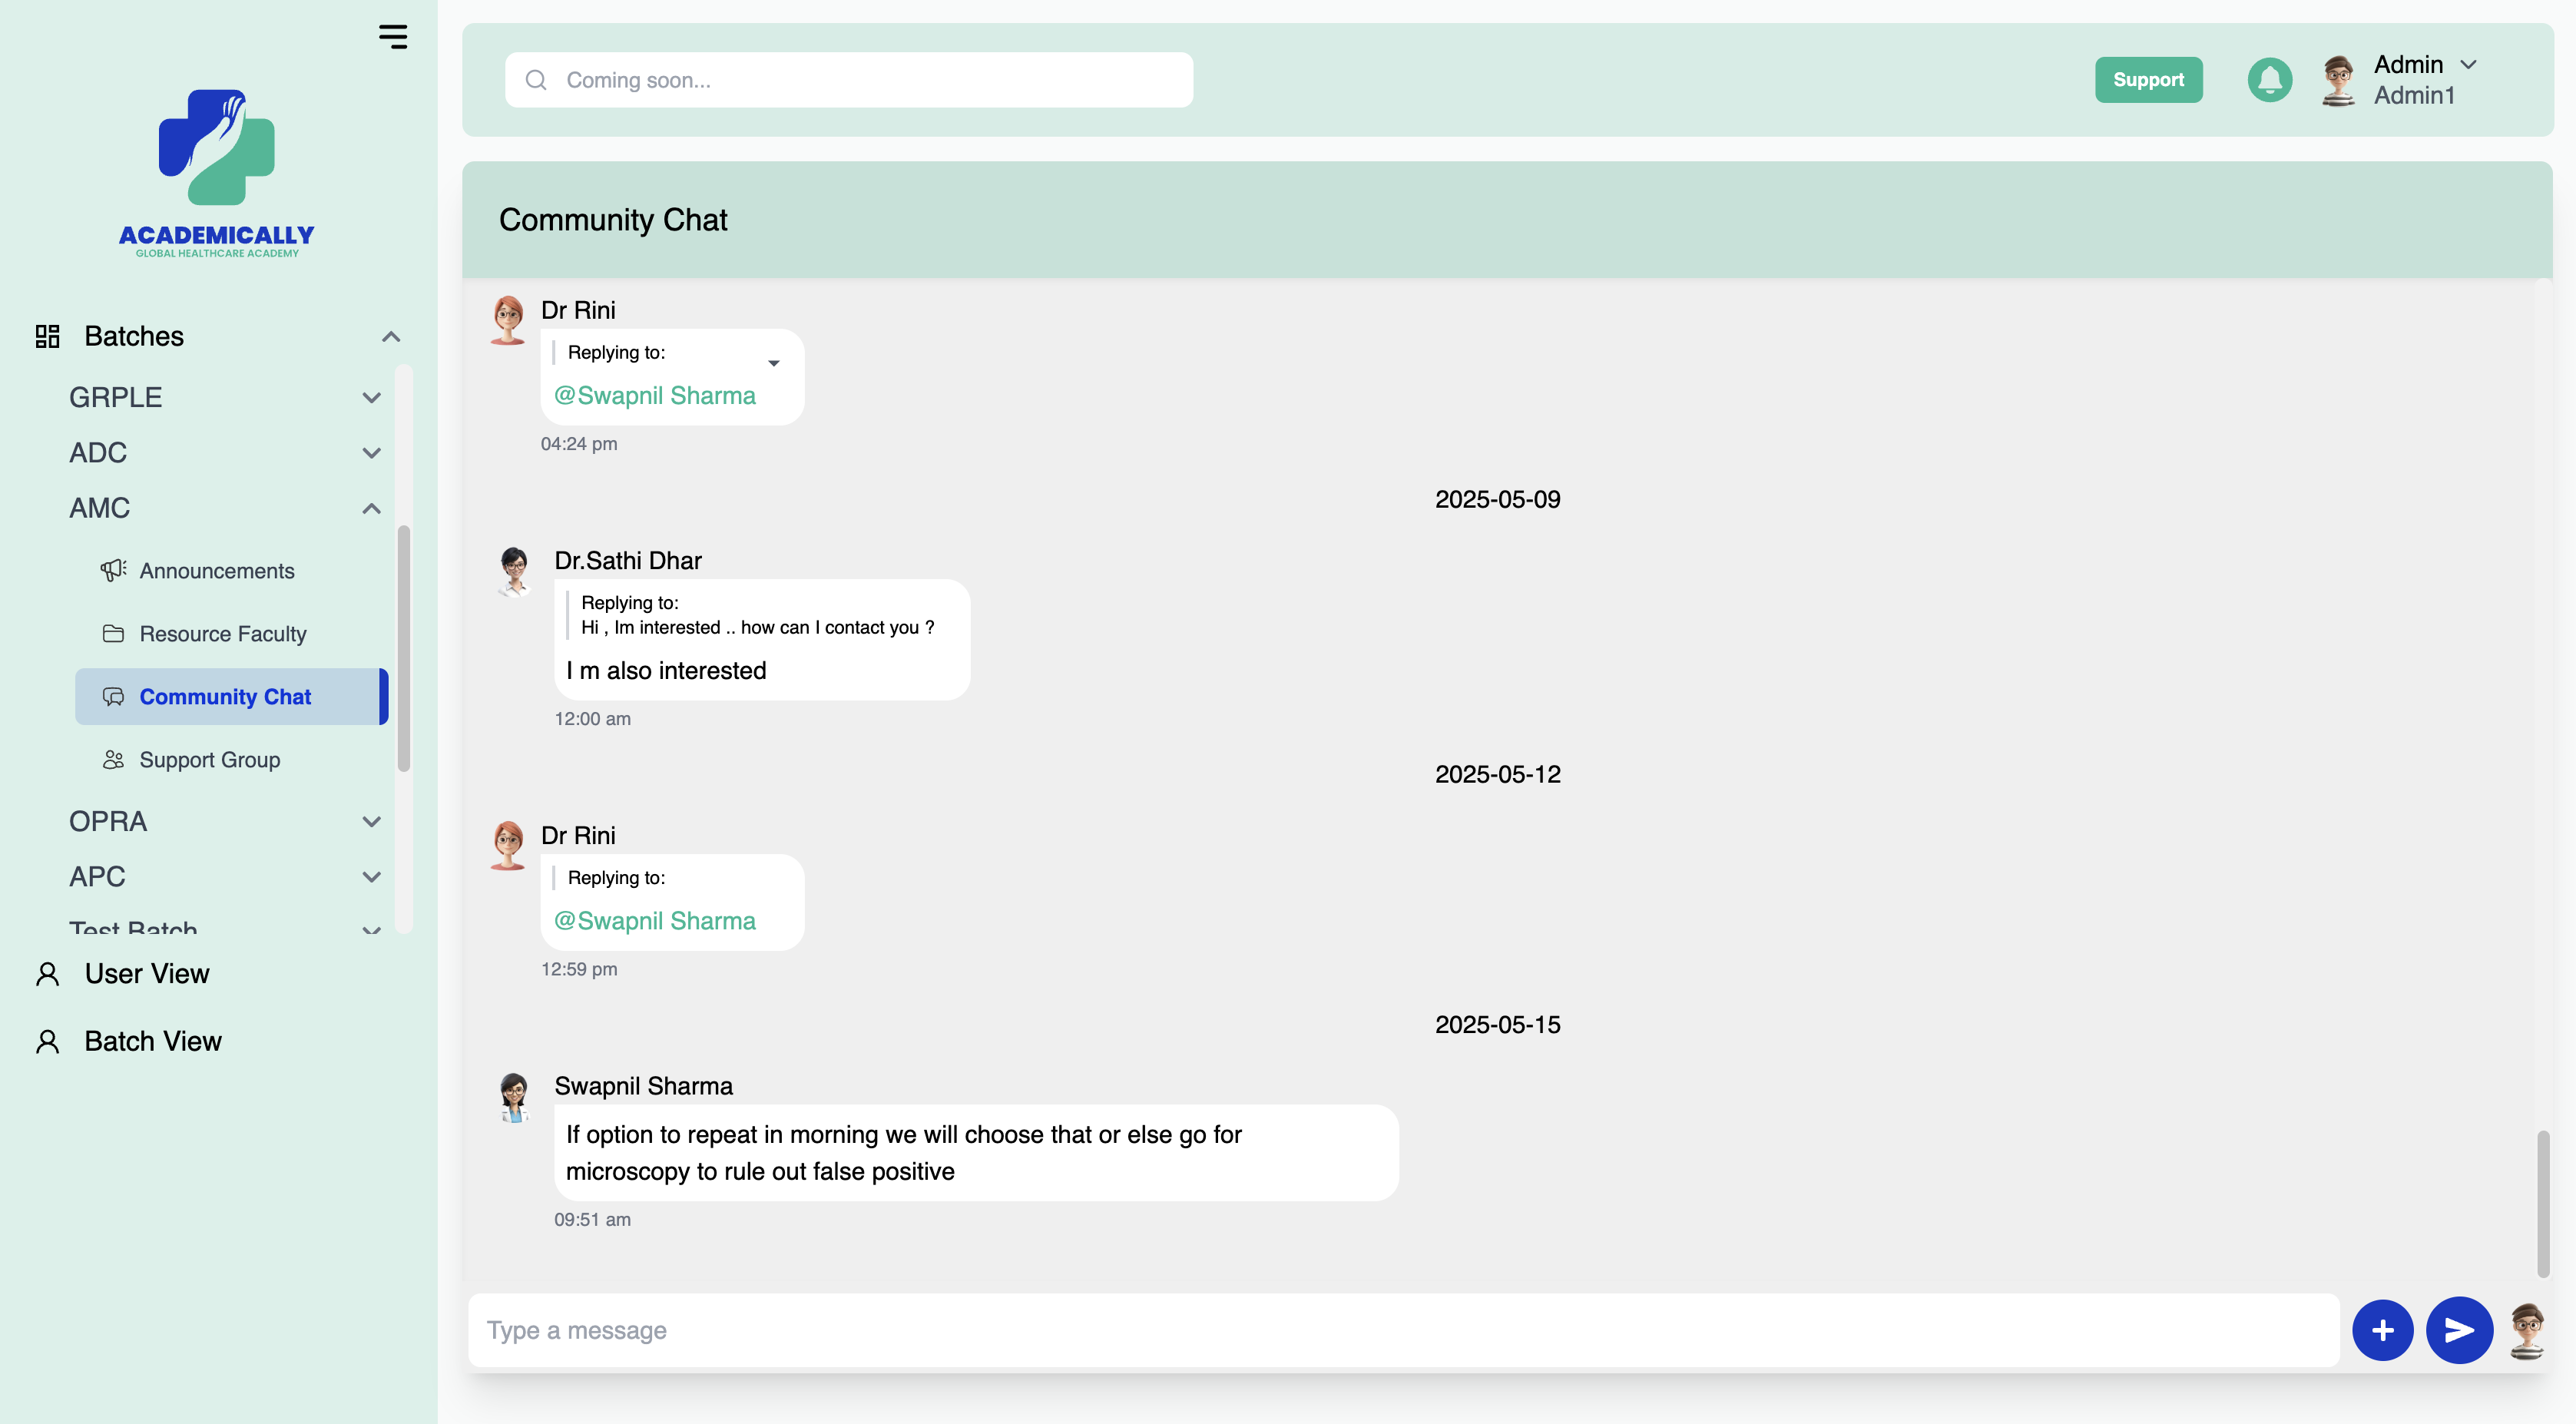 ACADEMICALLY
GLOBAL HEALTHCARE ACADEMY
Batches
GRPLE
ADC
AMC
Announcements
Resource Faculty
Community Chat
Support Group
OPRA
APC
Test Batch
User View
Batch View
Coming soon...
Support
Admin
Admin1
Community Chat
Dr Rini
Replying to:
@Swapnil Sharma
04:24 pm
2025-05-09
Dr.Sathi Dhar
Replying to:
Hi , Im interested .. how can I contact you ?
I m also interested
12:00 am
2025-05-12
Dr Rini
Replying to:
@Swapnil Sharma
12:59 pm
2025-05-15
Swapnil Sharma
If option to repeat in morning we will choose that or else go for
microscopy to rule out false positive
09:51 am
Type a message